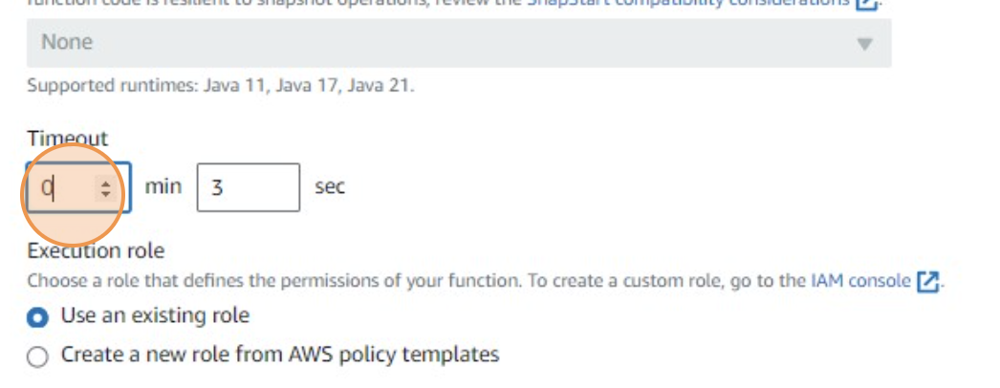 function code is resilient to snapshot operations, review the SnapStart compatibility considerations.
None
Supported runtimes: Java 11, Java 17, Java 21.
Timeout
0 min 3 sec
Execution role
Choose a role that defines the permissions of your function. To create a custom role, go to the IAM console.
Use an existing role
Create a new role from AWS policy templates